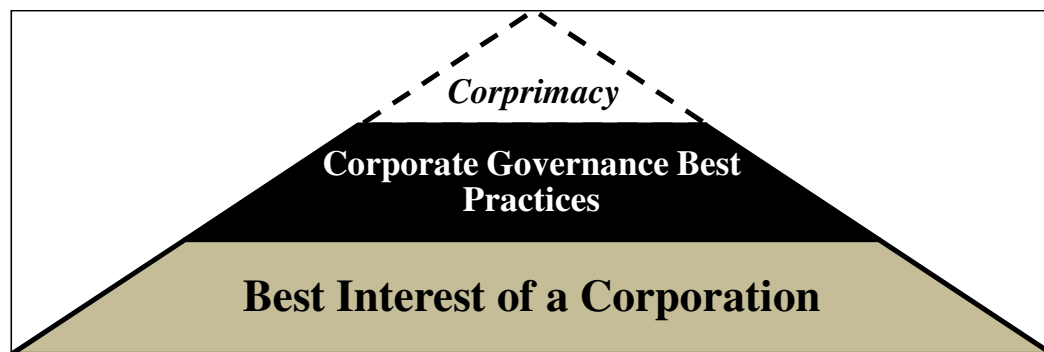 Corprimacy
Corporate Governance Best
Practices
Best Interest of a Corporation